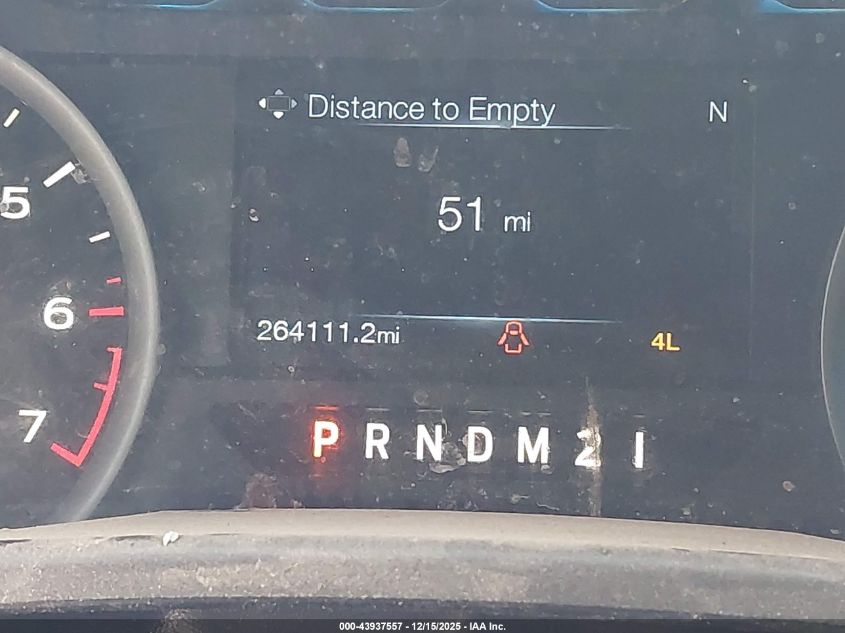 Distance to Empty
N
5
51 mi
6
264111.2mi
4L
7
P R N D M 2 1
000-43937557 - 12/15/2025 - IAA Inc.